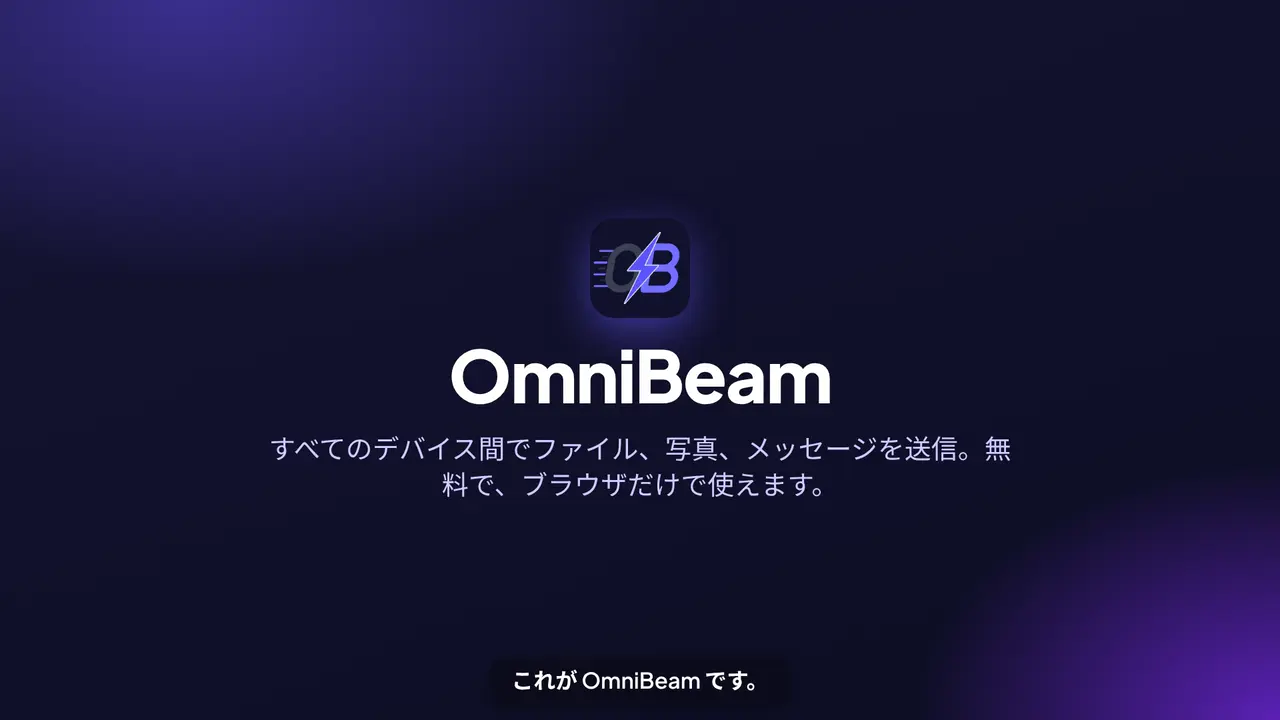 OB
OmniBeam
すべてのデバイス間でファイル、写真、メッセージを送信。無
料で、ブラウザだけで使えます。
これが OmniBeam です。